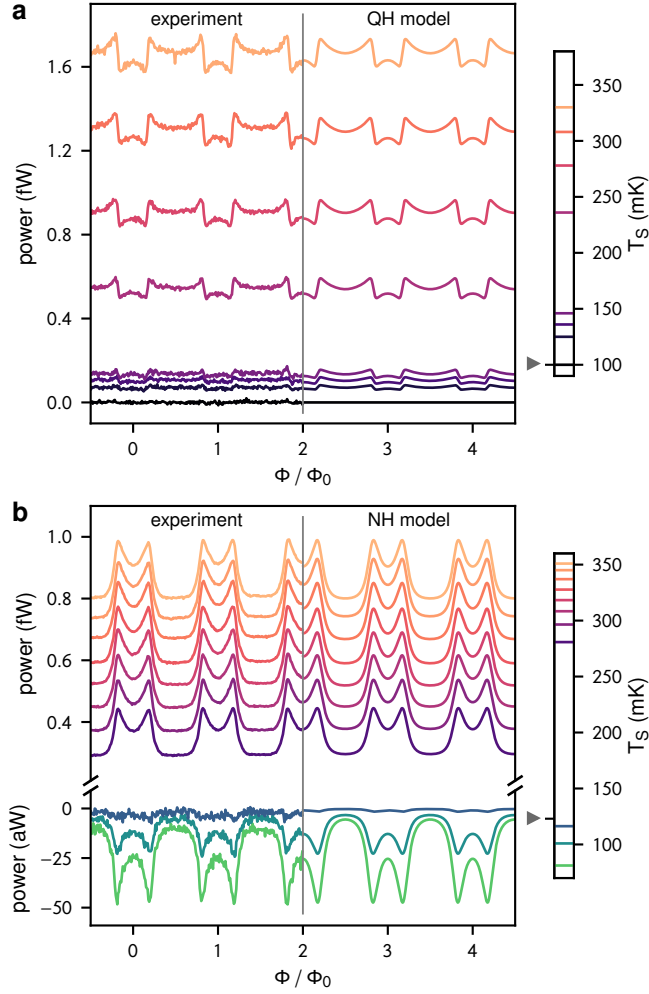 a
experiment
QH model
1.6
1.2
0.8
0.4
0.0
power (fW)
0
1
2
3
4
Φ / Φ0
350
300
250
200
150
100
TS (mK)
b
experiment
NH model
1.0
0.8
0.6
0.4
power (fW)
0
−25
−50
power (aW)
0
1
2
3
4
Φ / Φ0
350
300
250
200
150
100
TS (mK)